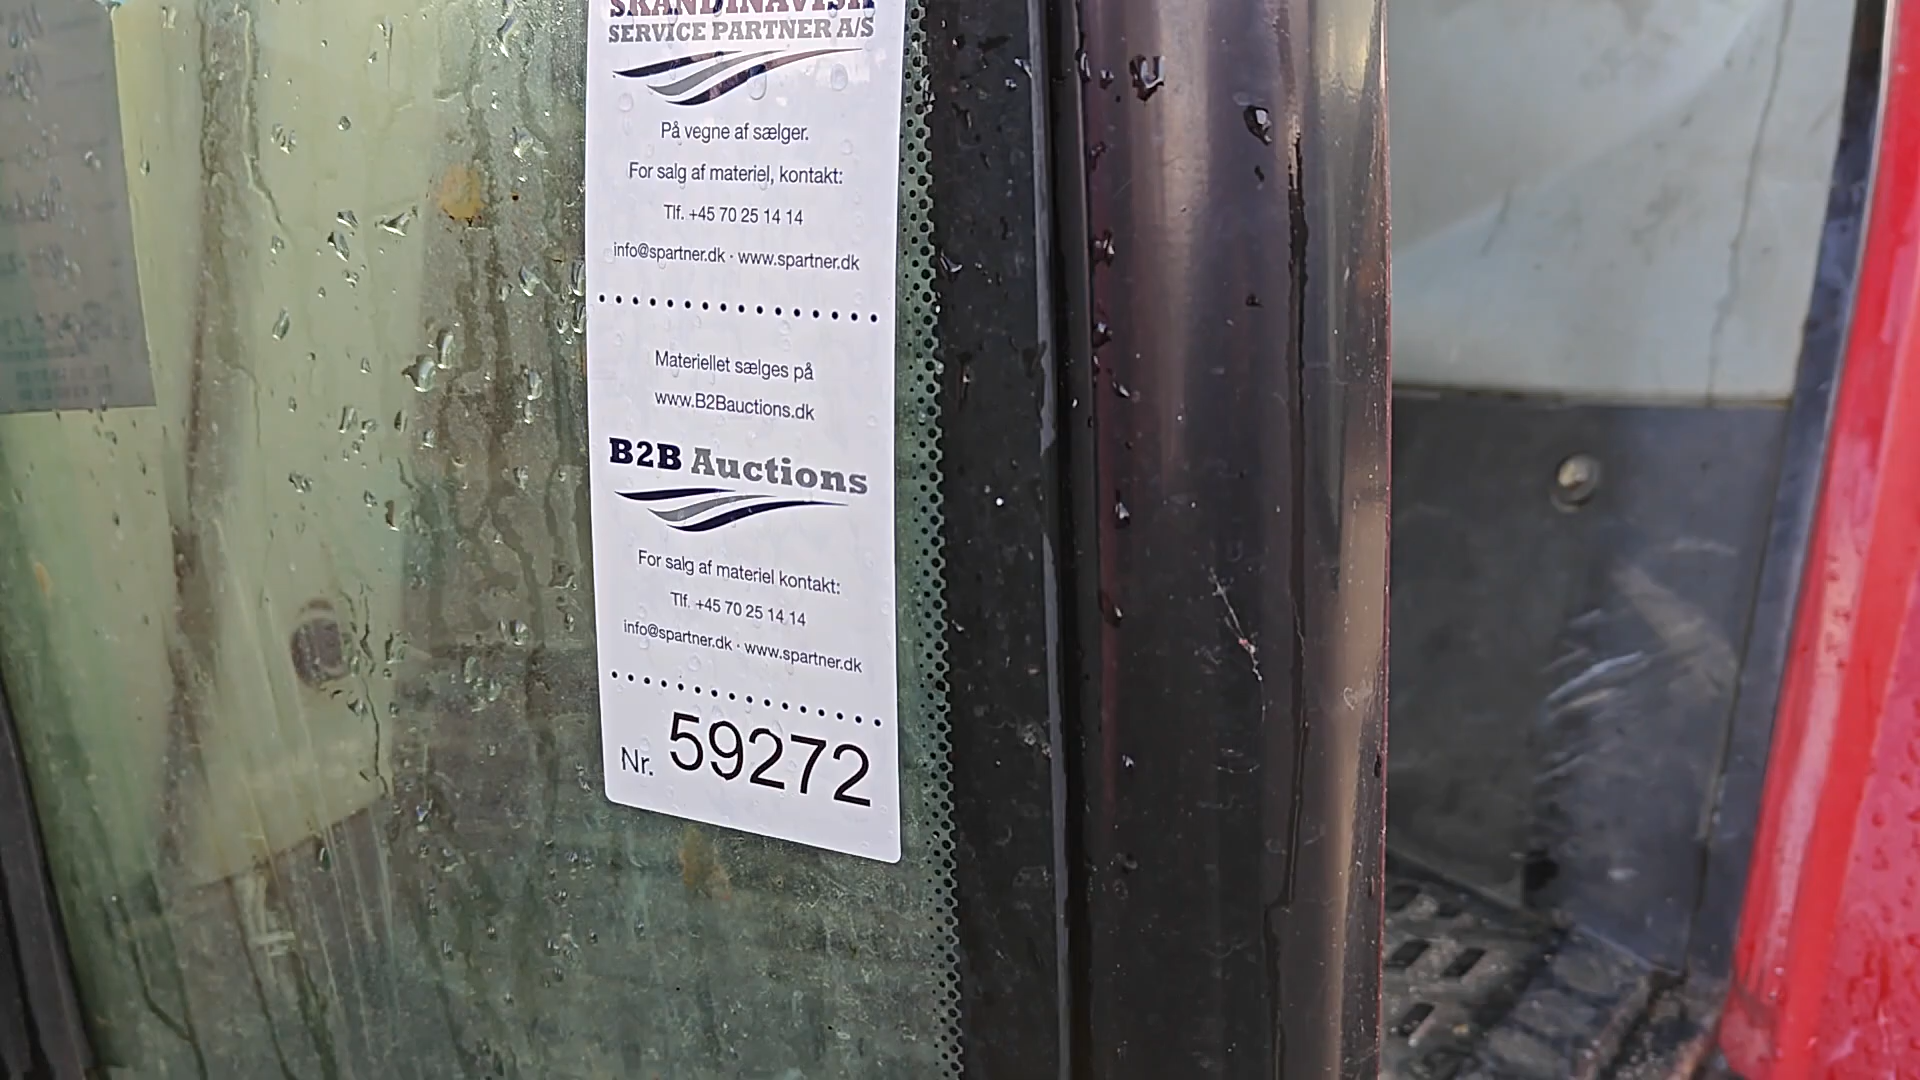 SKANDINAVISK
SERVICE PARTNER A/S
På vegne af sælger.
For salg af materiel, kontakt:
Tlf. +45 70 25 14 14
info@spartner.dk · www.spartner.dk
Materiellet sælges på
www.B2Bauctions.dk
B2B Auctions
For salg af materiel kontakt:
Tlf. +45 70 25 14 14
info@spartner.dk · www.spartner.dk
Nr. 59272